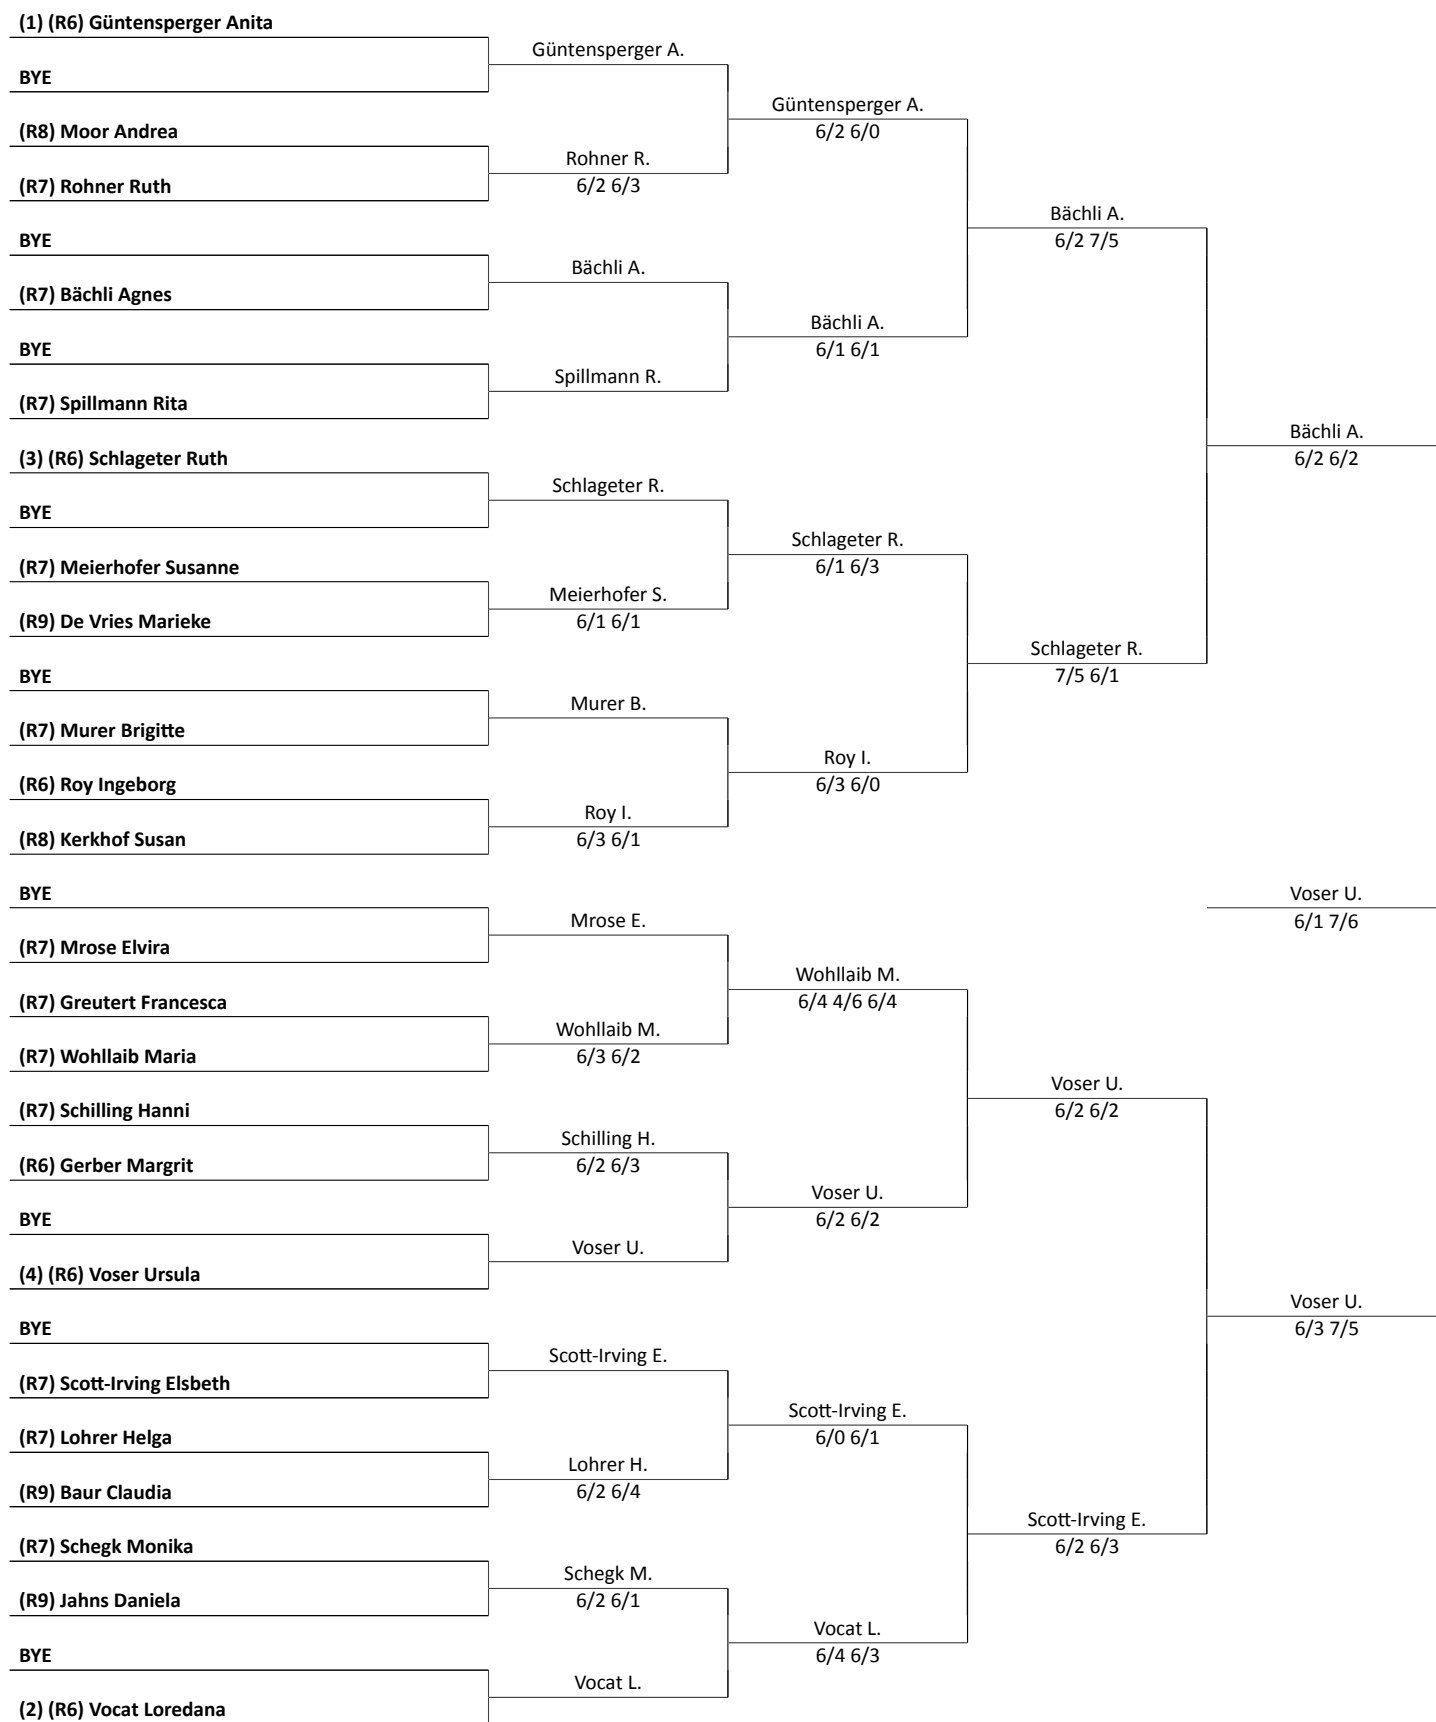 (1) (R6) Güntensperger Anita
BYE
(R8) Moor Andrea
(R7) Rohner Ruth
BYE
(R7) Bächli Agnes
BYE
(R7) Spillmann Rita
(3) (R6) Schlageter Ruth
BYE
(R7) Meierhofer Susanne
(R9) De Vries Marieke
BYE
(R7) Murer Brigitte
(R6) Roy Ingeborg
(R8) Kerkhof Susan
BYE
(R7) Mrose Elvira
(R7) Greutert Francesca
(R7) Wohllaib Maria
(R7) Schilling Hanni
(R6) Gerber Margrit
BYE
(4) (R6) Voser Ursula
BYE
(R7) Scott-Irving Elsbeth
(R7) Lohrer Helga
(R9) Baur Claudia
(R7) Schegk Monika
(R9) Jahns Daniela
BYE
(2) (R6) Vocat Loredana
Güntensperger A.
Rohner R.
6/2 6/3
Bächli A.
Spillmann R.
Schlageter R.
Meierhofer S.
6/1 6/1
Murer B.
Roy I.
6/3 6/1
Mrose E.
Wohllaib M.
6/3 6/2
Schilling H.
6/2 6/3
Voser U.
Scott-Irving E.
Lohrer H.
6/2 6/4
Schegk M.
6/2 6/1
Vocat L.
Güntensperger A.
6/2 6/0
Bächli A.
6/1 6/1
Schlageter R.
6/1 6/3
Roy I.
6/3 6/0
Wohllaib M.
6/4 4/6 6/4
Voser U.
6/2 6/2
Scott-Irving E.
6/0 6/1
Vocat L.
6/4 6/3
Bächli A.
6/2 7/5
Schlageter R.
7/5 6/1
Voser U.
6/2 6/2
Scott-Irving E.
6/2 6/3
Bächli A.
6/2 6/2
Voser U.
6/1 7/6
Voser U.
6/3 7/5